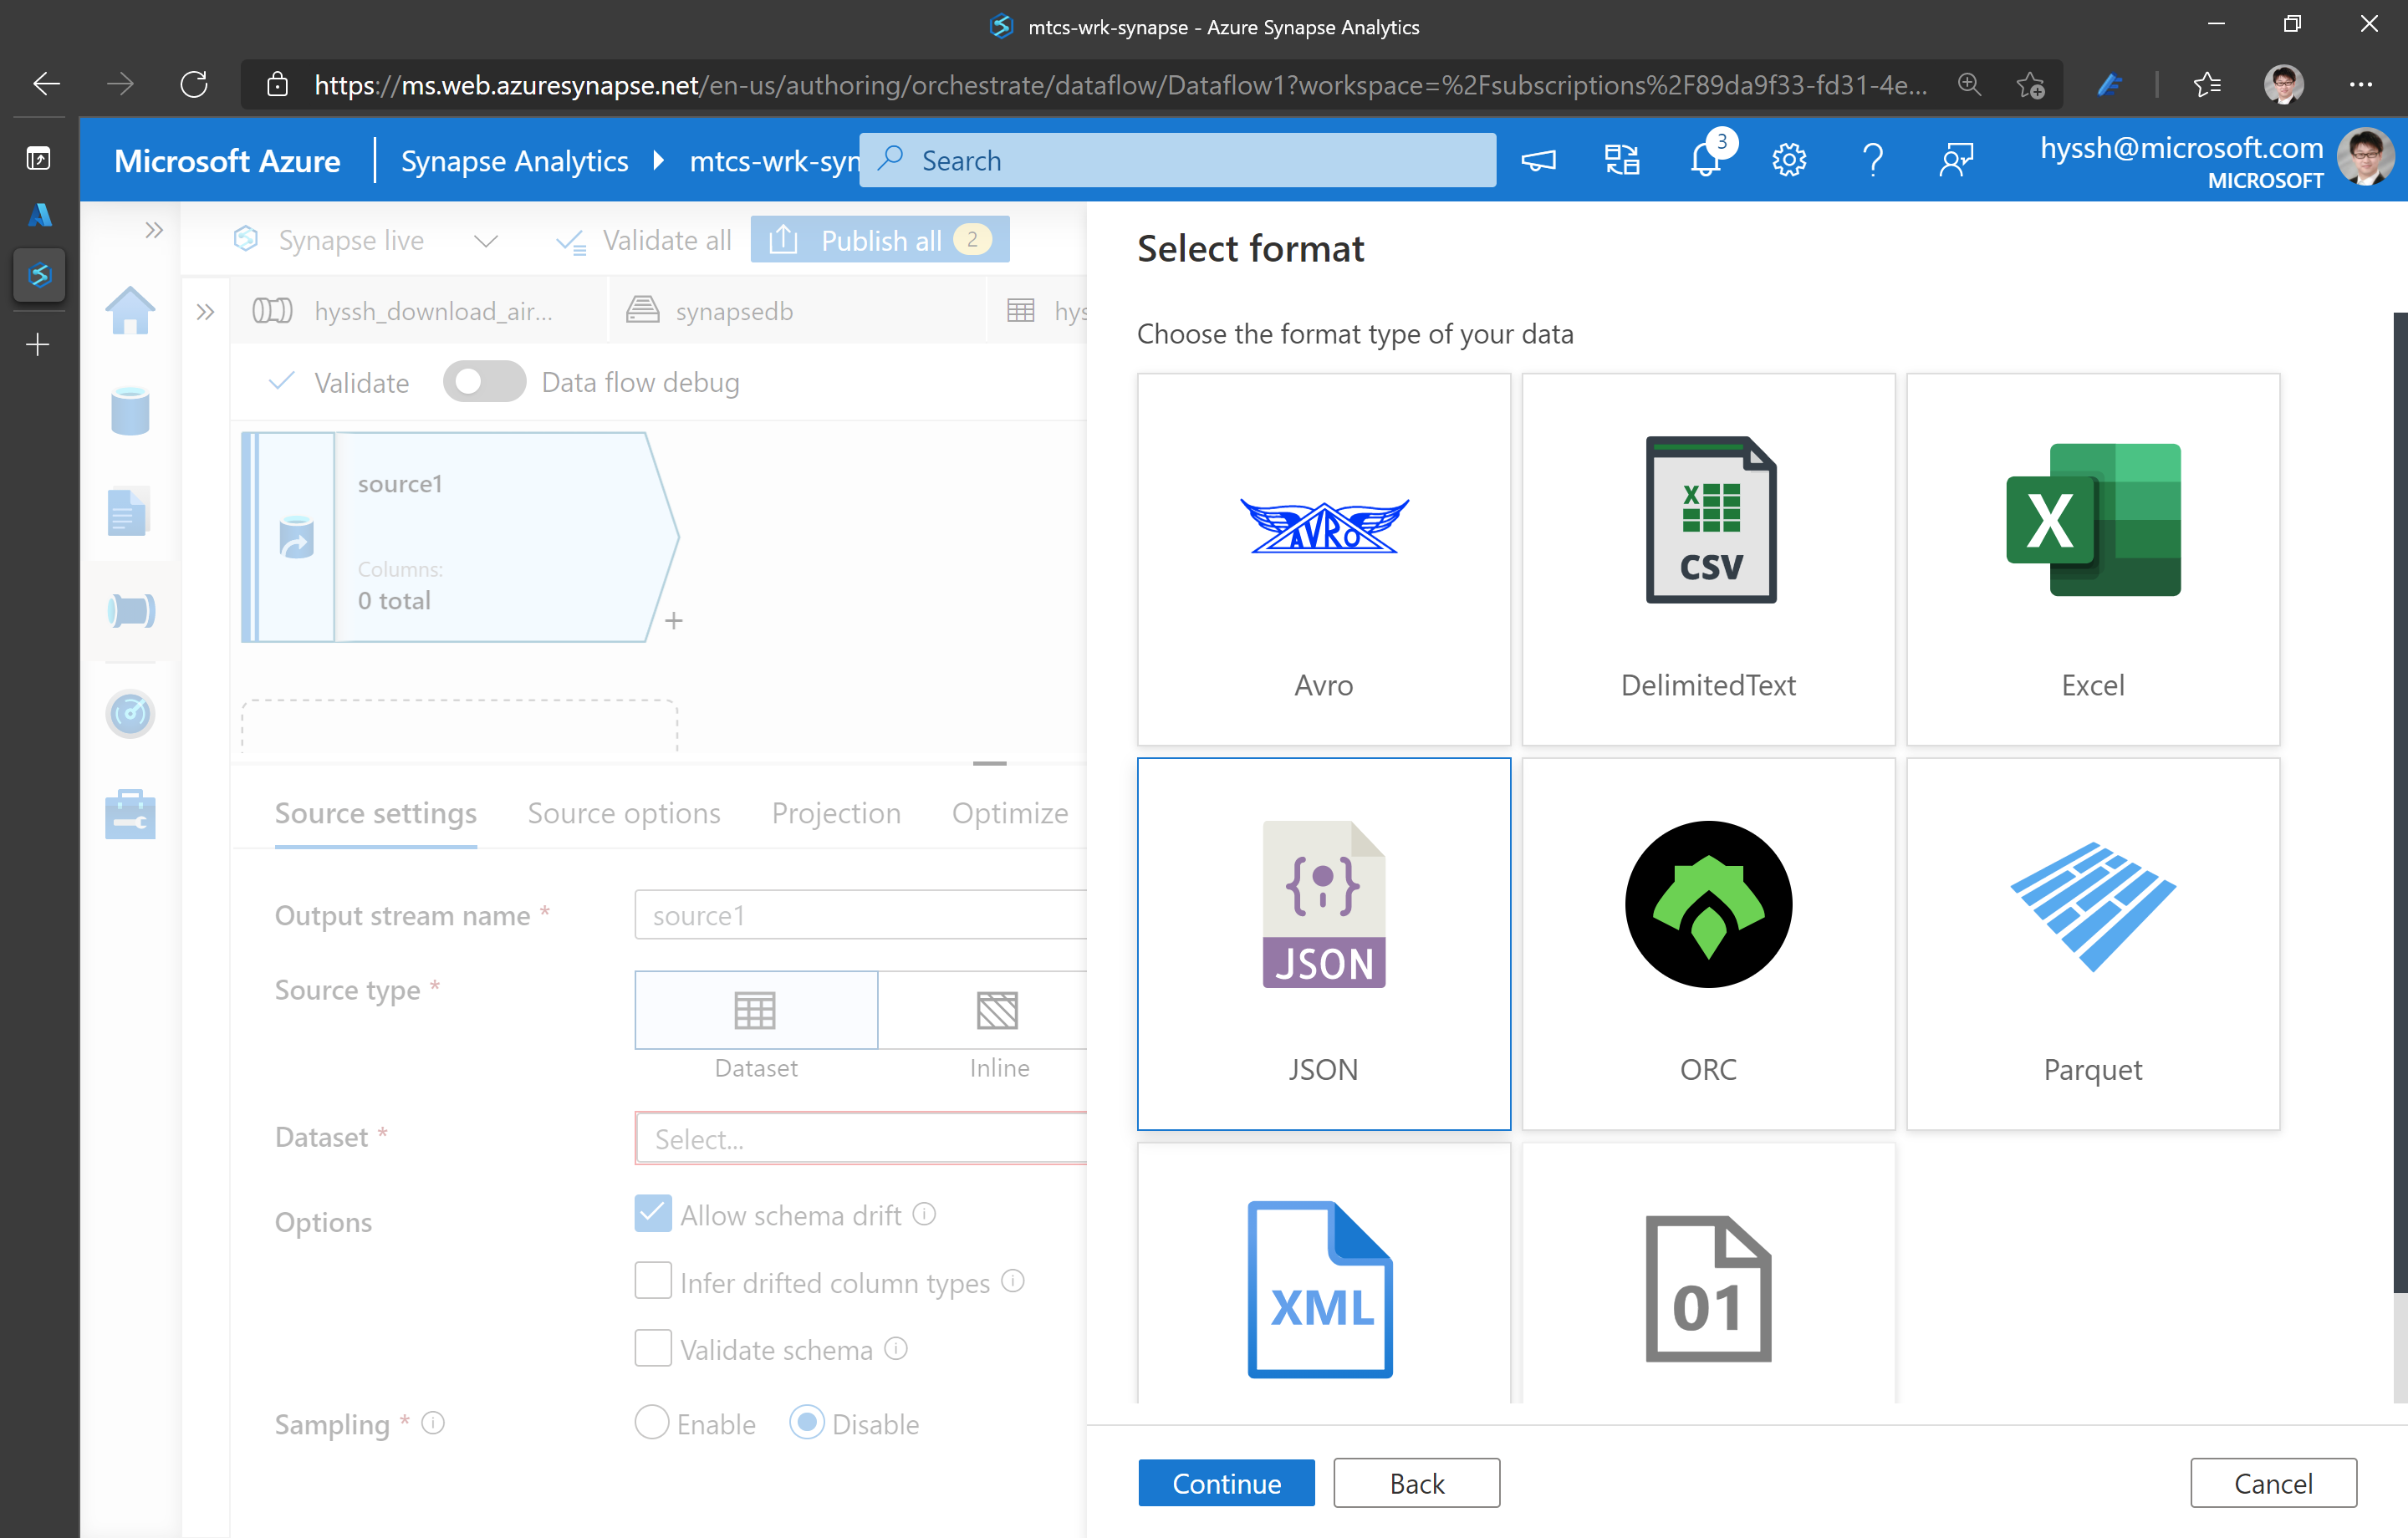 mtcs-wrk-synapse - Azure Synapse Analytics
https://ms.web.azuresynapse.net/en-us/authoring/orchestrate/dataflow/Dataflow1?workspace=%2Fsubscriptions%2F89da9f33-fd31-4e...
Microsoft Azure
Synapse Analytics
mtcs-wrk-syn
Search
3
hyssh@microsoft.com
MICROSOFT
Synapse live
Validate all
Publish all
2
hyssh_download_air...
synapsedb
hys
Validate
Data flow debug
source1
Columns:
0 total
Source settings
Source options
Projection
Optimize
Output stream name *
source1
Source type *
Dataset
Inline
Dataset *
Select...
Options
Allow schema drift
Infer drifted column types
Validate schema
Sampling *
Enable
Disable
Select format
Choose the format type of your data
AVRO
Avro
X
CSV
DelimitedText
X
Excel
JSON
JSON
ORC
Parquet
XML
01
Continue
Back
Cancel